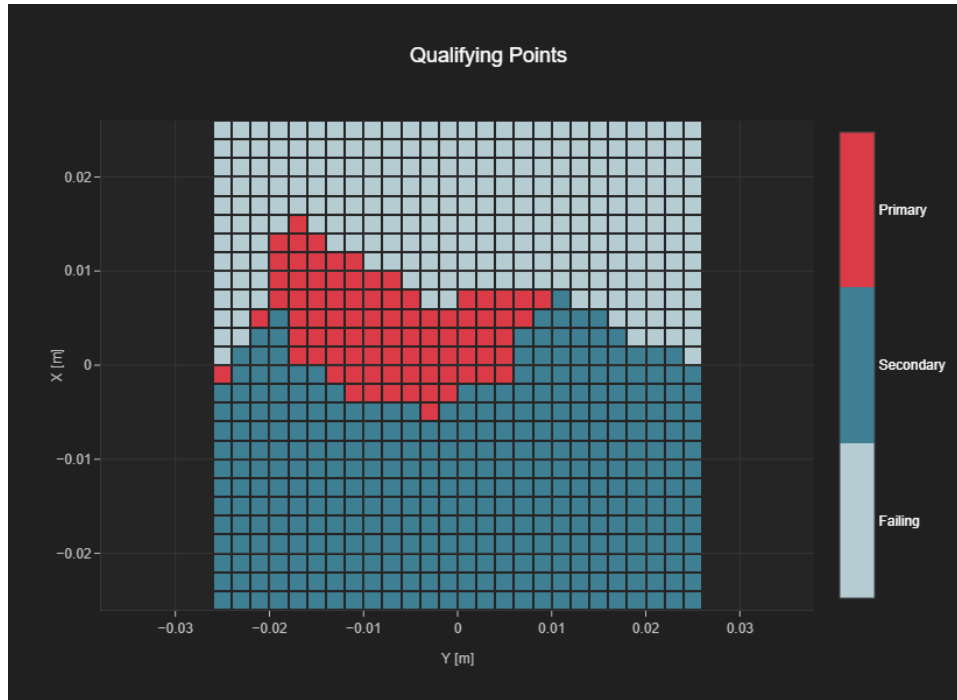 Qualifying Points
0.02
0.01
0
−0.01
−0.02
X [m]
−0.03
−0.02
−0.01
0
0.01
0.02
0.03
Y [m]
Primary
Secondary
Failing